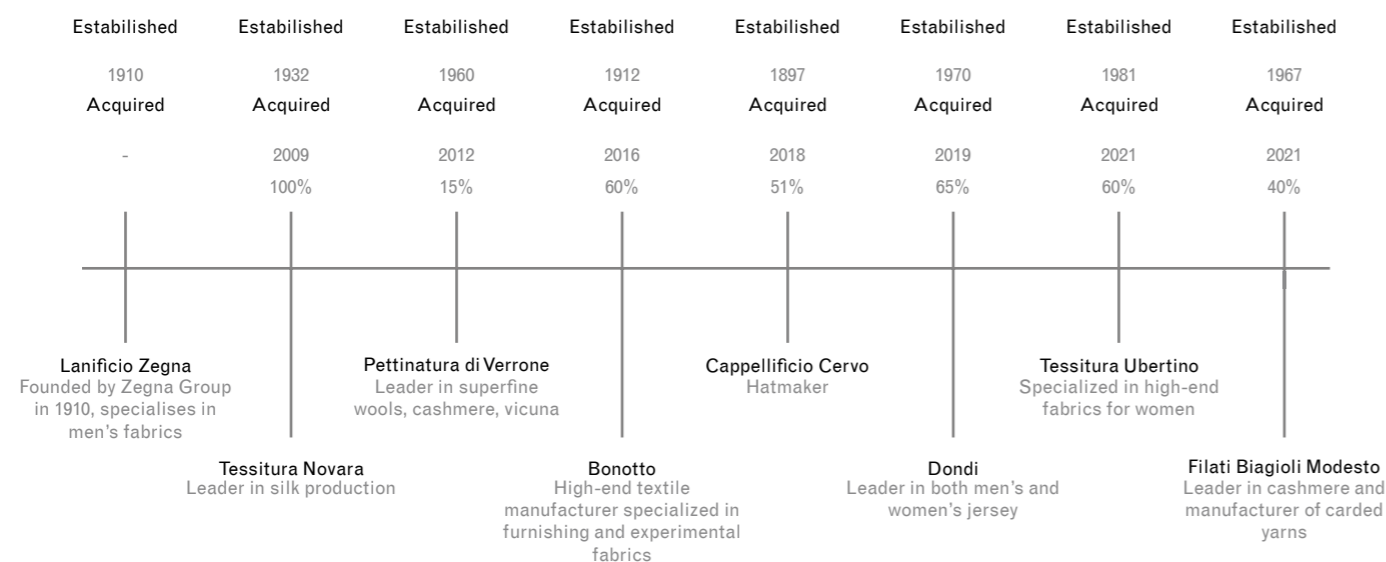 Estabilished Estabilished Estabilished Estabilished Estabilished Estabilished Estabilished Estabilished
1910 1932 1960 1912 1897 1970 1981 1967
Acquired Acquired Acquired Acquired Acquired Acquired Acquired Acquired
- 2009 2012 2016 2018 2019 2021 2021
100% 15% 60% 51% 65% 60% 40%
Lanificio Zegna
Founded by Zegna Group
in 1910, specialises in
men's fabrics
Tessitura Novara
Leader in silk production
Pettinatura di Verrone
Leader in superfine
wools, cashmere, vicuna
Bonotto
High-end textile
manufacturer specialized in
furnishing and experimental
fabrics
Cappellificio Cervo
Hatmaker
Dondi
Leader in both men's and
women's jersey
Tessitura Ubertino
Specialized in high-end
fabrics for women
Filati Biagioli Modesto
Leader in cashmere and
manufacturer of carded
yarns